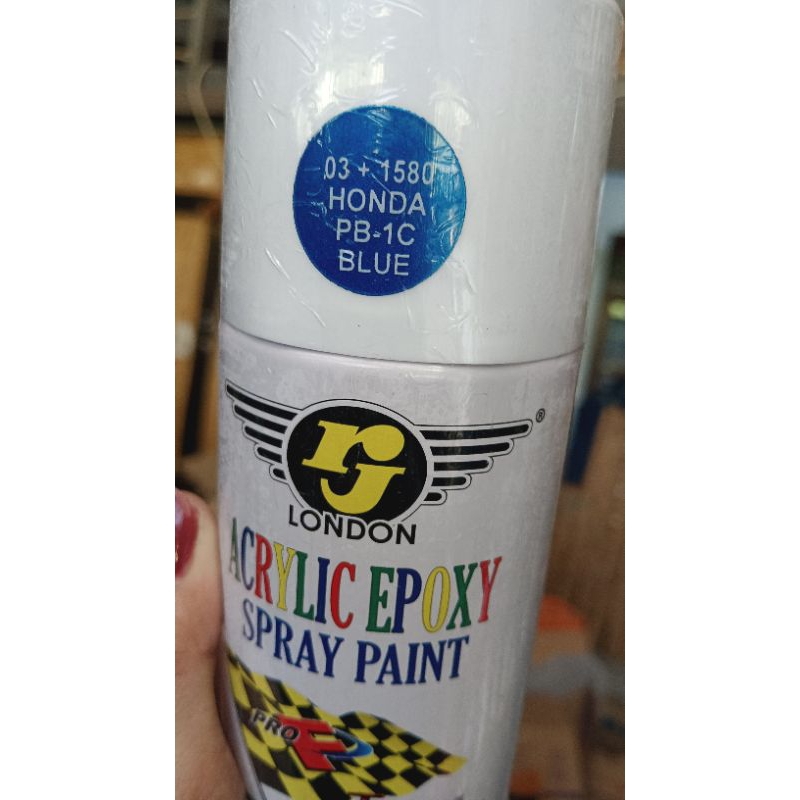 03 + 1580
HONDA
PB-1C
BLUE
rj
®
LONDON
ACRYLIC EPOXY
SPRAY PAINT
PRO